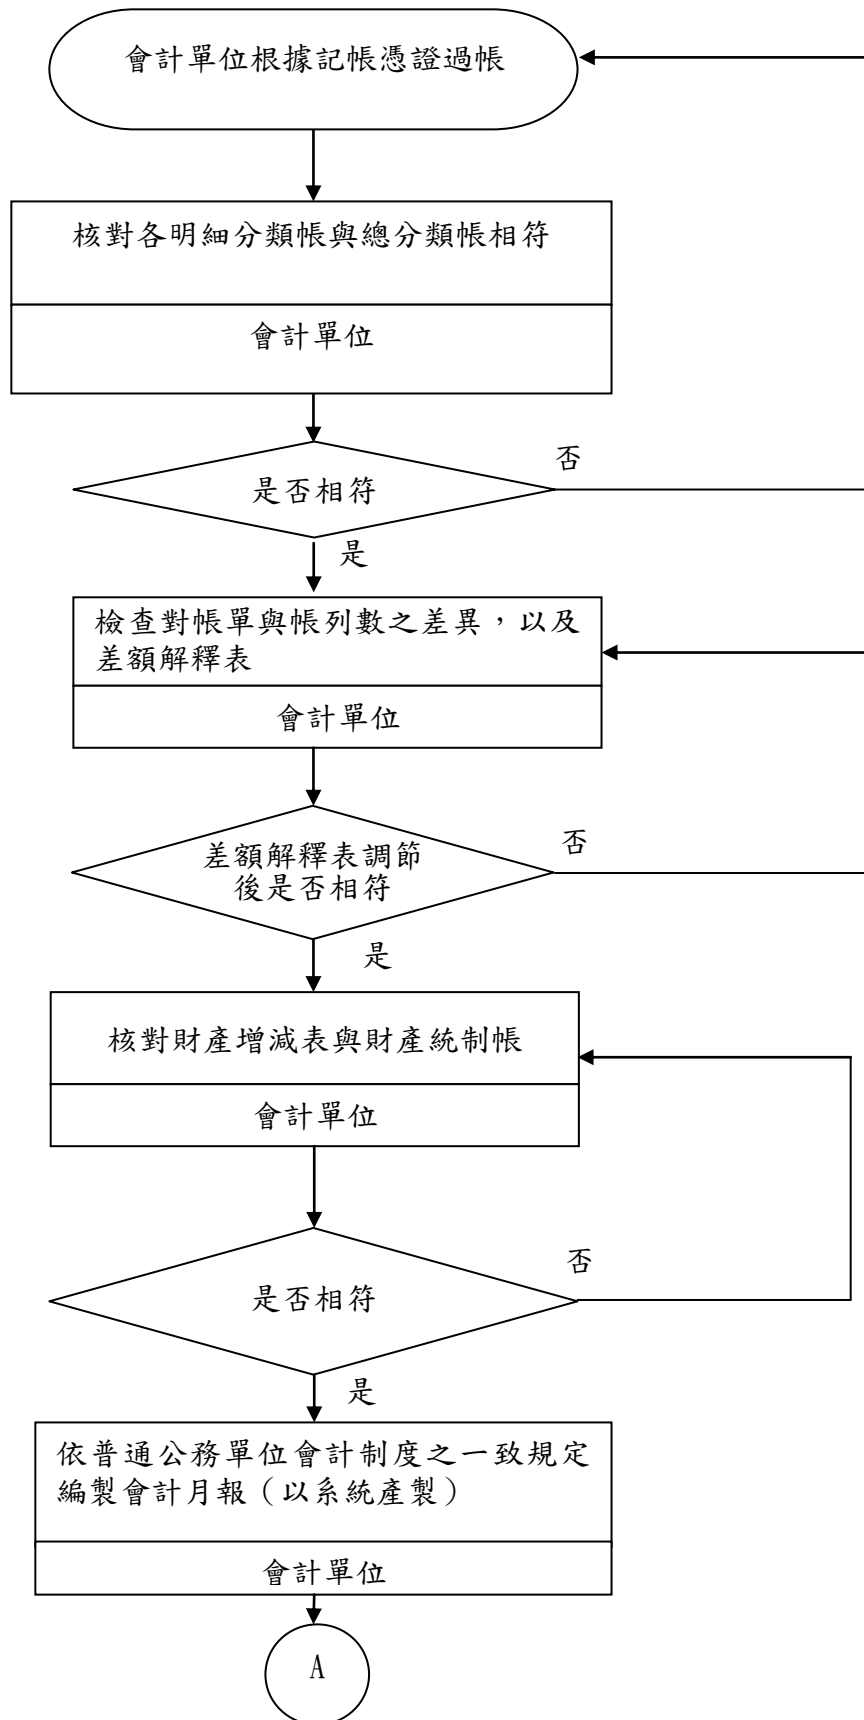 會計單位根據記帳憑證過帳
核對各明細分類帳與總分類帳相符
會計單位
是否相符
否
是
檢查對帳單與帳列數之差異，以及
差額解釋表
會計單位
差額解釋表調節
後是否相符
否
是
核對財產增減表與財產統制帳
會計單位
是否相符
否
是
依普通公務單位會計制度之一致規定
編製會計月報（以系統產製）
會計單位
A